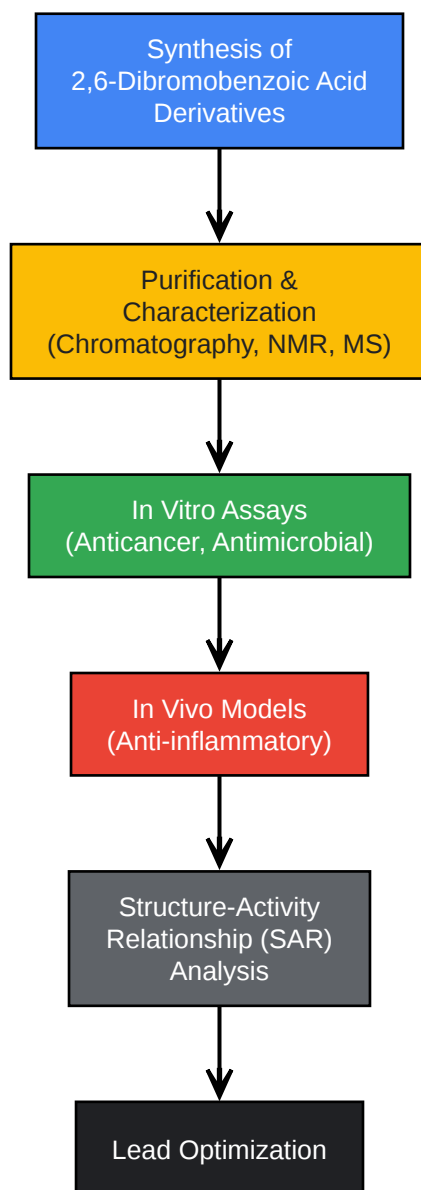 Synthesis of
2,6-Dibromobenzoic Acid
Derivatives
Purification &
Characterization
(Chromatography, NMR, MS)
In Vitro Assays
(Anticancer, Antimicrobial)
In Vivo Models
(Anti-inflammatory)
Structure-Activity
Relationship (SAR)
Analysis
Lead Optimization